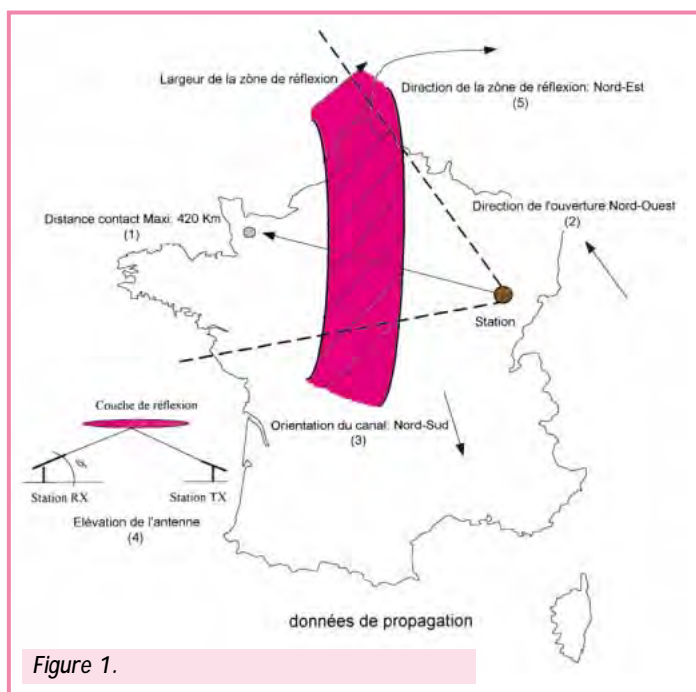 Largeur de la zône de réflexion
Direction de la zône de réflexion: Nord-Est
(5)
Distance contact Maxi: 420 Km
(1)
Direction de l'ouverture:Nord-Ouest
(2)
Station
Couche de réflexion
Orientation du canal: Nord-Sud
(3)
α
Station RX
Station TX
Elévation de l'antenne
(4)
données de propagation
Figure 1.